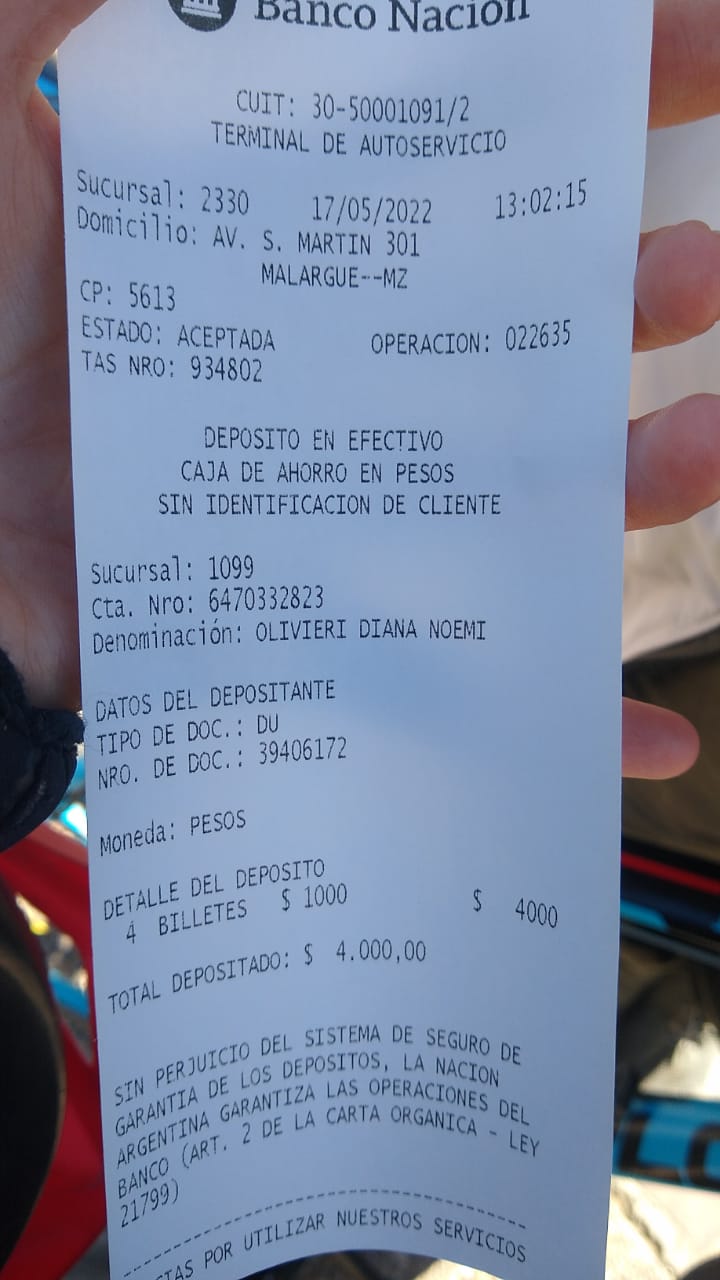 Banco Nación
CUIT: 30-50001091/2
TERMINAL DE AUTOSERVICIO
Sucursal: 2330 17/05/2022 13:02:15
Domicilio: AV. S. MARTIN 301
MALARGUE--MZ
CP: 5613
ESTADO: ACEPTADA OPERACION: 022635
TAS NRO: 934802
DEPOSITO EN EFECTIVO
CAJA DE AHORRO EN PESOS
SIN IDENTIFICACION DE CLIENTE
Sucursal: 1099
Cta. Nro: 6470332823
Denominación: OLIVIERI DIANA NOEMI
DATOS DEL DEPOSITANTE
TIPO DE DOC.: DU
NRO. DE DOC.: 39406172
Moneda: PESOS
DETALLE DEL DEPOSITO
4 BILLETES $ 1000 $ 4000
TOTAL DEPOSITADO: $ 4.000,00
SIN PERJUICIO DEL SISTEMA DE SEGURO DE
GARANTIA DE LOS DEPOSITOS, LA NACION
ARGENTINA GARANTIZA LAS OPERACIONES DEL
BANCO (ART. 2 DE LA CARTA ORGANICA - LEY
21799)
POR UTILIZAR NUESTROS SERVICIOS